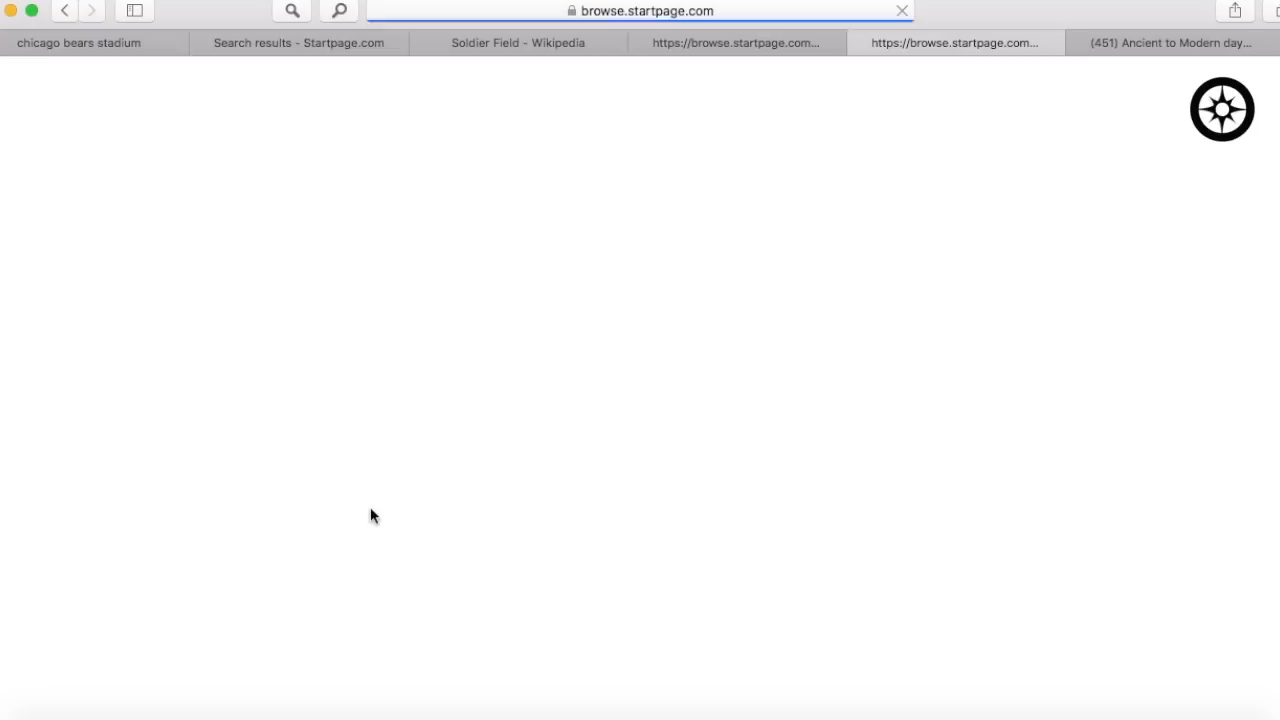 browse.startpage.com
chicago bears stadium
Search results - Startpage.com
Soldier Field - Wikipedia
https://browse.startpage.com...
https://browse.startpage.com...
(451) Ancient to Modern day...